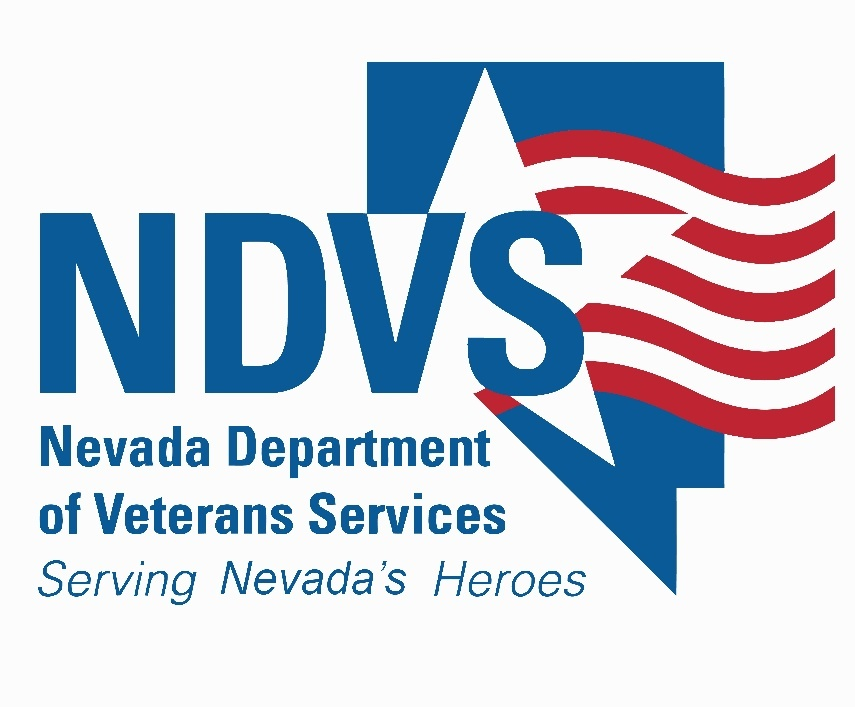 NDVS
Nevada Department
of Veterans Services
Serving Nevada's Heroes